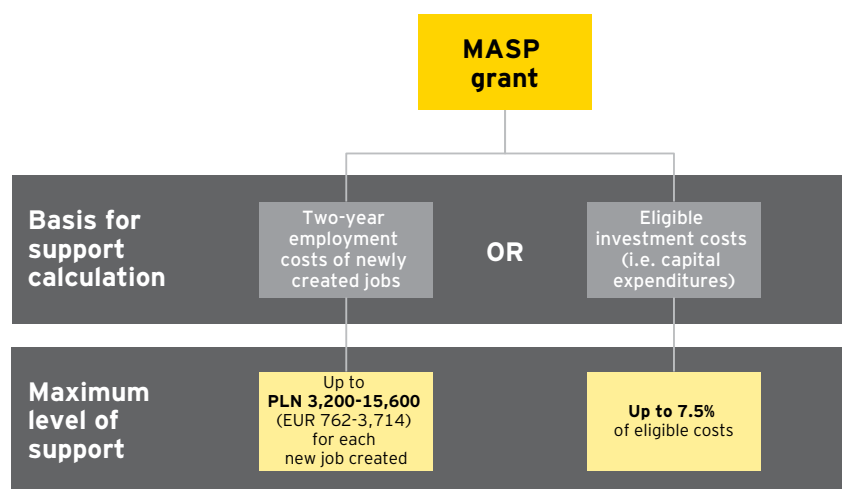 MASP
grant
Basis for
support
calculation
Two-year
employment
costs of newly
created jobs
OR
Eligible
investment costs
(i.e. capital
expenditures)
Maximum
level of
support
Up to
PLN 3,200-15,600
(EUR 762-3,714)
for each
new job created
Up to 7.5%
of eligible costs